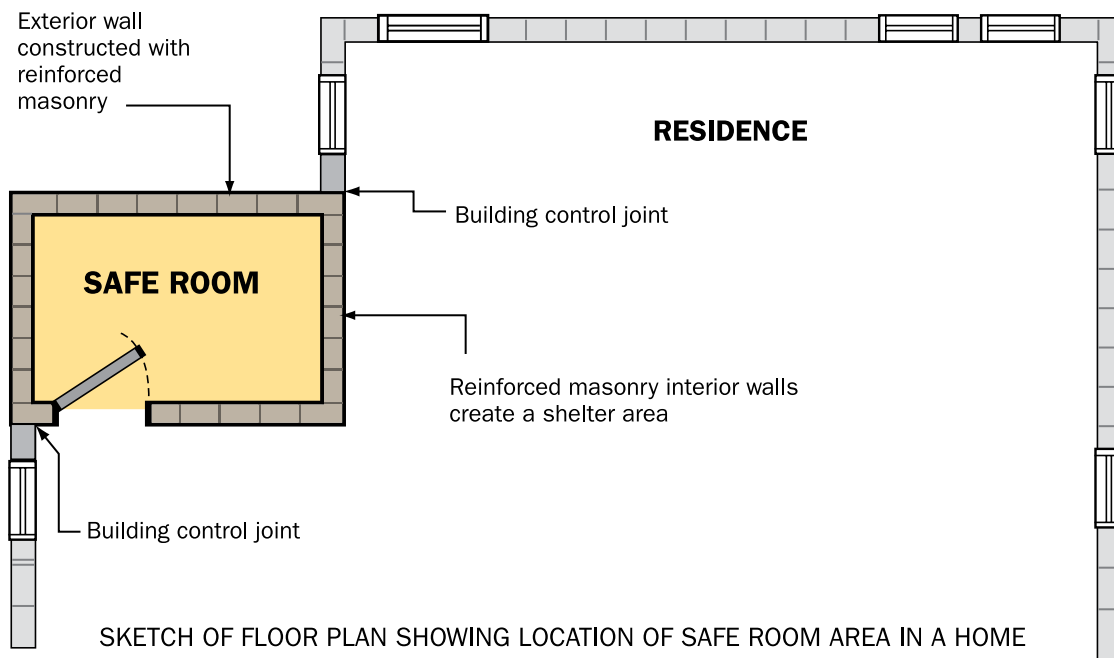 Exterior wall
constructed with
reinforced
masonry
RESIDENCE
Building control joint
SAFE ROOM
Reinforced masonry interior walls
create a shelter area
Building control joint
SKETCH OF FLOOR PLAN SHOWING LOCATION OF SAFE ROOM AREA IN A HOME